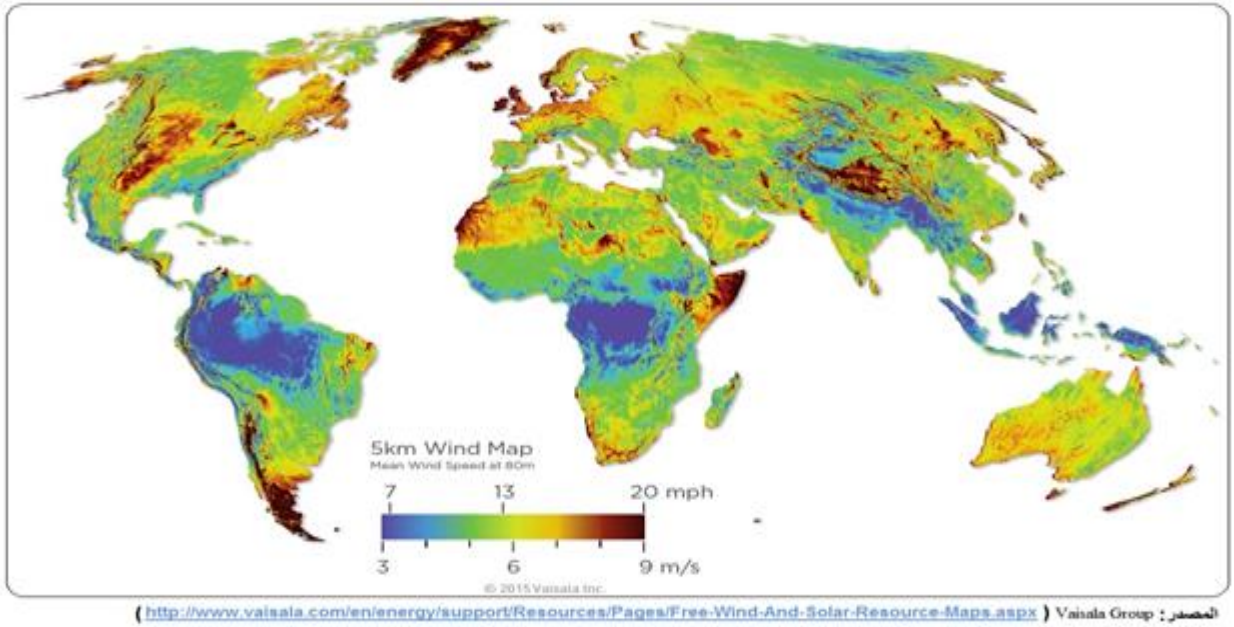 5km Wind Map
Mean Wind Speed at 80m
7 13 20 mph
3 6 9 m/s
© 2015 Vaisala Inc.
المصدر : Vaisala Group ( http://www.vaisala.com/en/energy/support/Resources/Pages/Free-Wind-And-Solar-Resource-Maps.aspx )